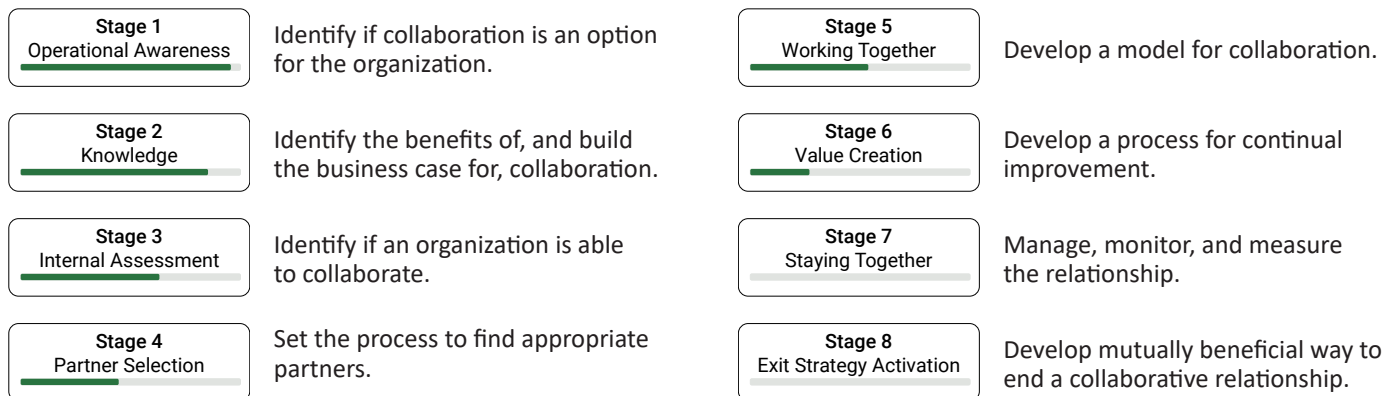 Stage 1
Operational Awareness
Identify if collaboration is an option
for the organization.
Stage 2
Knowledge
Identify the benefits of, and build
the business case for, collaboration.
Stage 3
Internal Assessment
Identify if an organization is able
to collaborate.
Stage 4
Partner Selection
Set the process to find appropriate
partners.
Stage 5
Working Together
Develop a model for collaboration.
Stage 6
Value Creation
Develop a process for continual
improvement.
Stage 7
Staying Together
Manage, monitor, and measure
the relationship.
Stage 8
Exit Strategy Activation
Develop mutually beneficial way to
end a collaborative relationship.